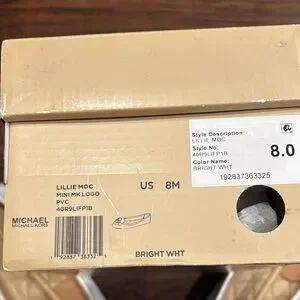 Style Description:
LILLIE MOC
Style No:
40R9LIFP1B
Color Name:
BRIGHT WHT
8.0
192837363325
LILLIE MOC
MINI MK LOGO
PVC
40R9LIFP1B
US 8M
MICHAEL
MICHAEL KORS
BRIGHT WHT